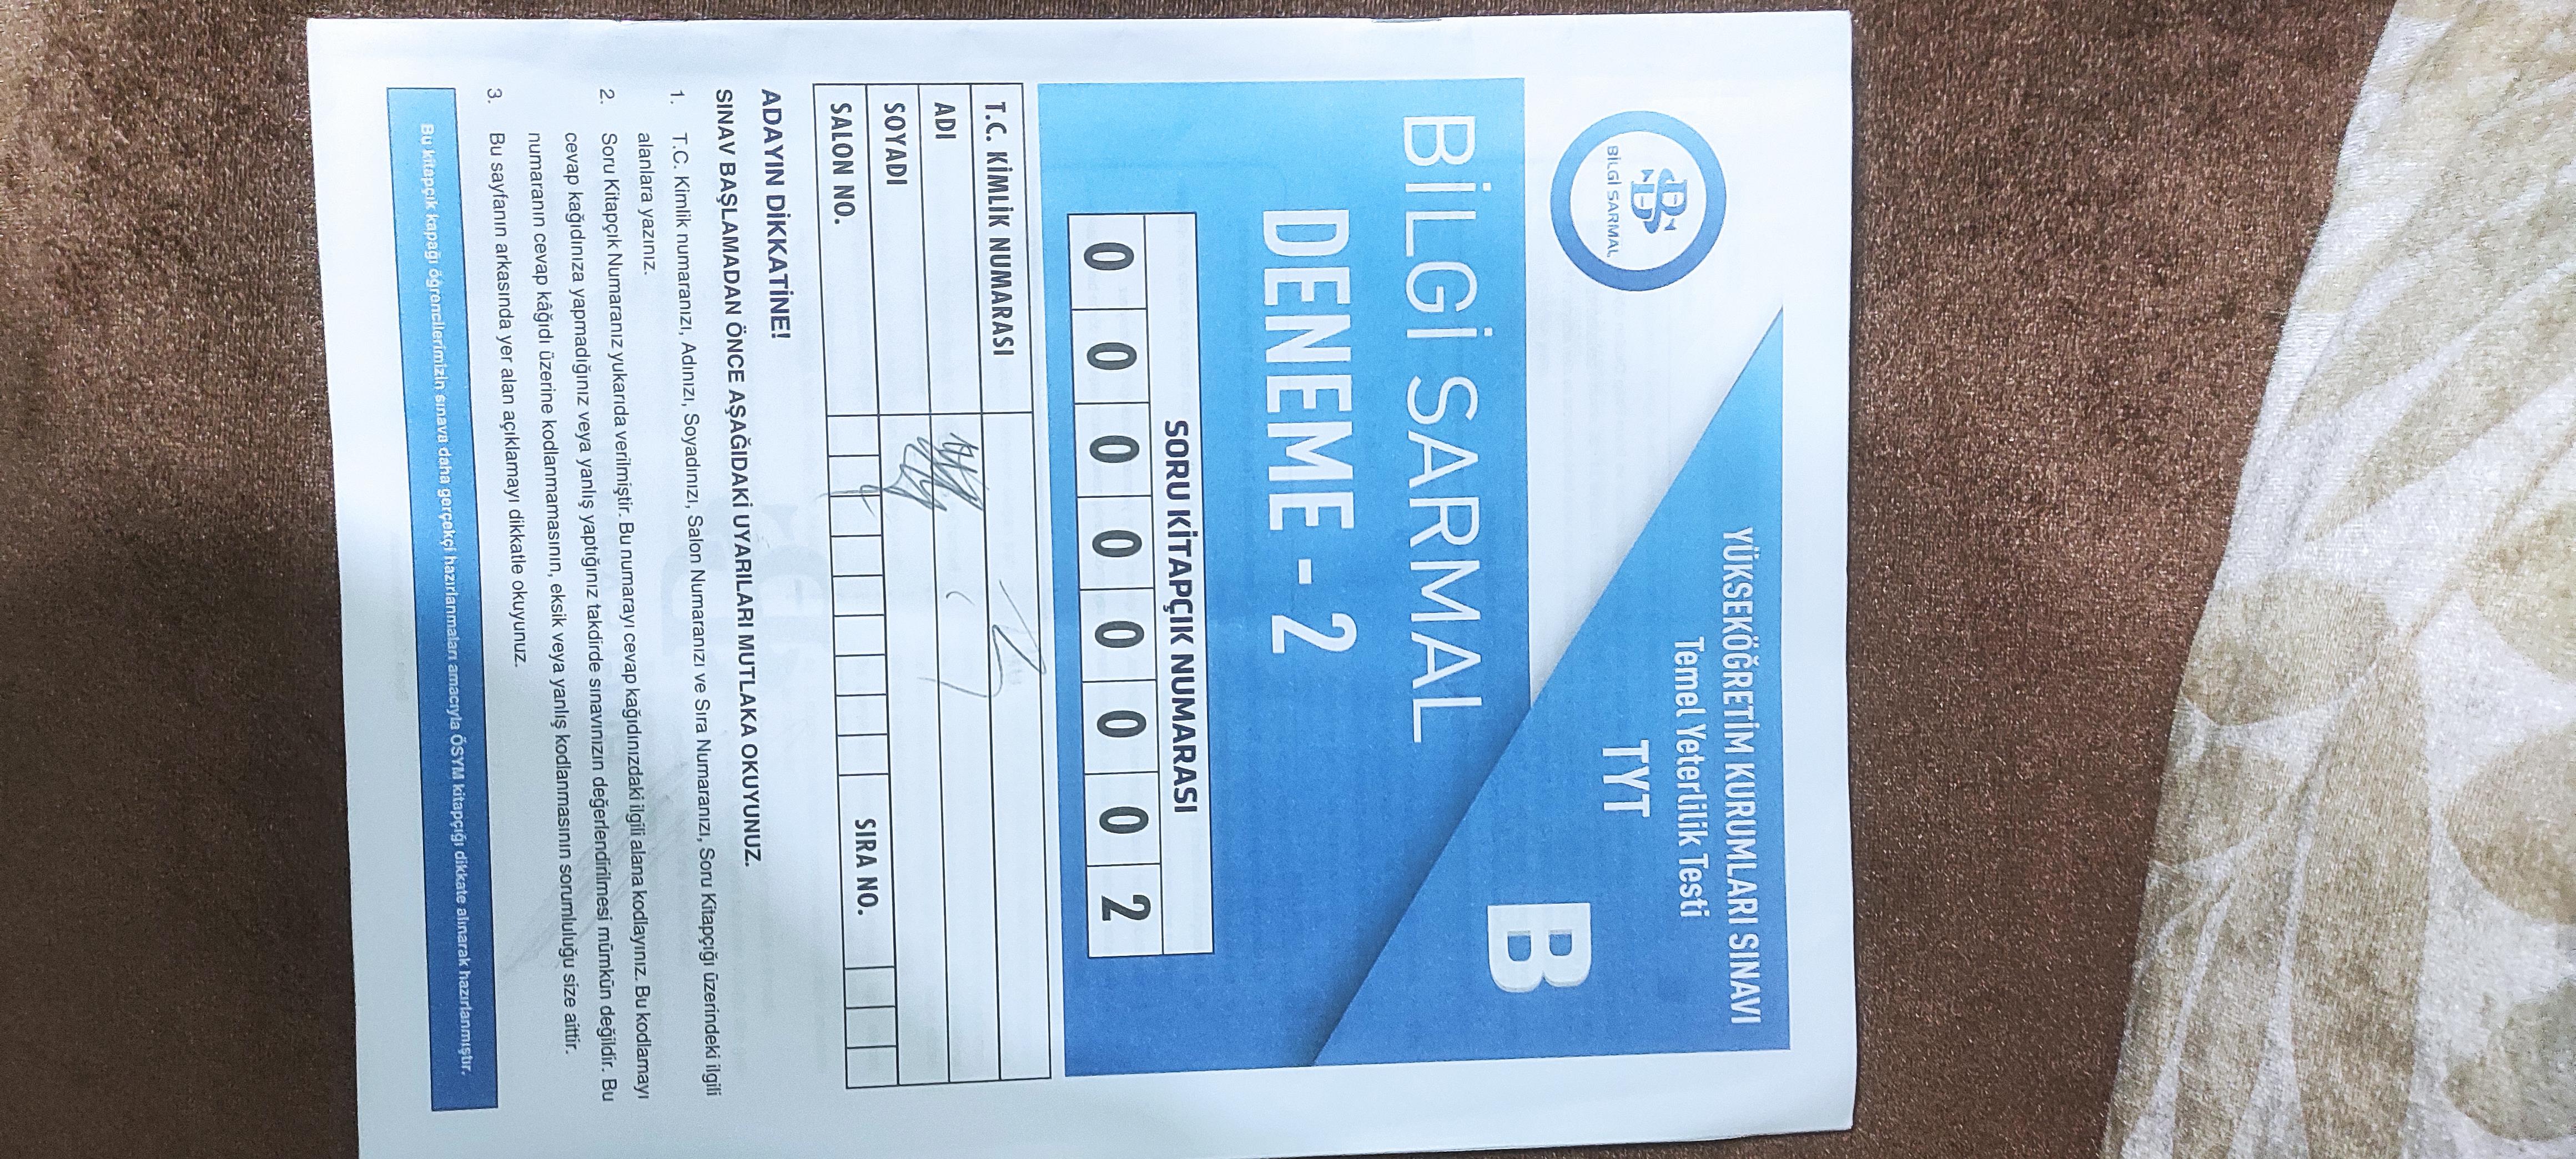 BİLGİ SARMAL
YÜKSEKÖĞRETİM KURUMLARI SINAVI
Temel Yeterlilik Testi
TYT
B
BİLGİ SARMAL
DENEME - 2
SORU KİTAPÇIK NUMARASI
0 0 0 0 0 0 0 2
T.C. KİMLİK NUMARASI
ADI
SOYADI
SALON NO. SIRA NO.
ADAYIN DİKKATİNE!
SINAV BAŞLAMADAN ÖNCE AŞAĞIDAKİ UYARILARI MUTLAKA OKUYUNUZ.
1. T.C. Kimlik numaranızı, Adınızı, Soyadınızı, Salon Numaranızı ve Sıra Numaranızı, Soru Kitapçığı üzerindeki ilgili
alanlara yazınız.
2. Soru Kitapçık Numaranız yukarıda verilmiştir. Bu numarayı cevap kağıdınızdaki ilgili alana kodlayınız. Bu kodlamayı
cevap kağıdınıza yapmadığınız veya yanlış yaptığınız takdirde sınavınızın değerlendirilmesi mümkün değildir. Bu
numaranın cevap kâğıdı üzerine kodlanmamasının, eksik veya yanlış kodlanmasının sorumluluğu size aittir.
3. Bu sayfanın arkasında yer alan açıklamayı dikkatle okuyunuz.
Bu kitapçık kapağı öğrencilerimizin sınava daha gerçekçi hazırlanmaları amacıyla ÖSYM kitapçığı dikkate alınarak hazırlanmıştır.